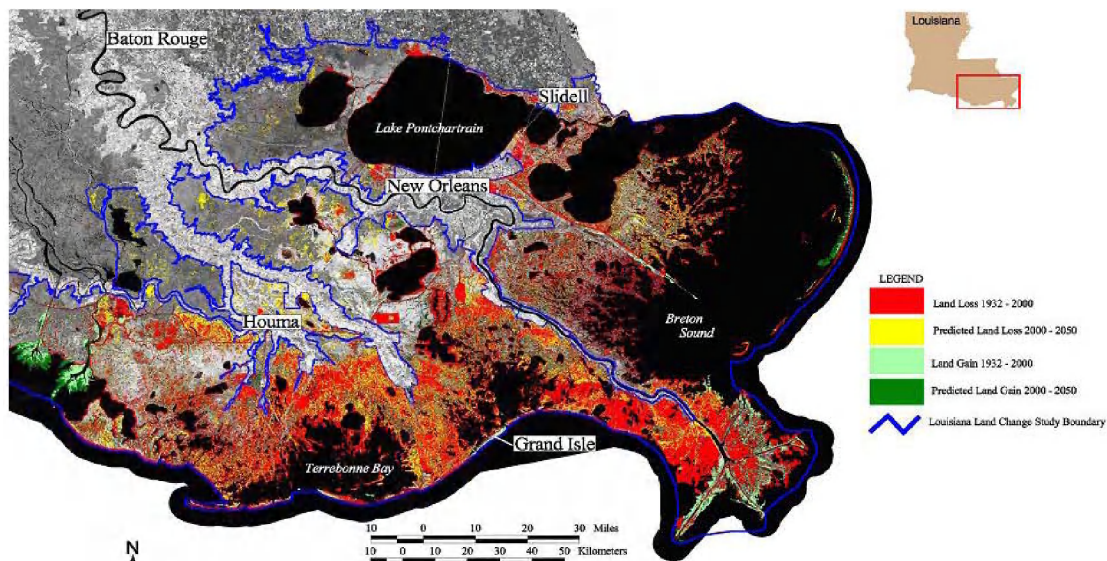 Louisiana
Baton Rouge
Slidell
Lake Pontchartrain
New Orleans
LEGEND
Land Loss 1932 - 2000
Predicted Land Loss 2000 - 2050
Land Gain 1932 - 2000
Predicted Land Gain 2000 - 2050
Louisiana Land Change Study Boundary
Breton
Sound
Houma
Grand Isle
Terrebonne Bay
10 0 10 20 30 Miles
10 0 10 20 30 40 50 Kilometers
N